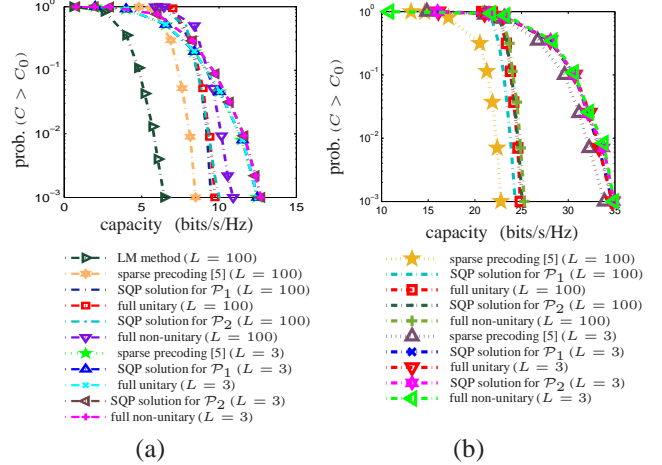 10^0
10^{-1}
10^{-2}
10^{-3}
prob. (C > C_0)
0 5 10 15
capacity (bits/s/Hz)
LM method (L = 100)
sparse precoding [5] (L = 100)
SQP solution for P_1 (L = 100)
full unitary (L = 100)
SQP solution for P_2 (L = 100)
full non-unitary (L = 100)
sparse precoding [5] (L = 3)
SQP solution for P_1 (L = 3)
full unitary (L = 3)
SQP solution for P_2 (L = 3)
full non-unitary (L = 3)
(a)
10^0
10^{-1}
10^{-2}
10^{-3}
prob. (C > C_0)
10 15 20 25 30 35
capacity (bits/s/Hz)
sparse precoding [5] (L = 100)
SQP solution for P_1 (L = 100)
full unitary (L = 100)
SQP solution for P_2 (L = 100)
full non-unitary (L = 100)
sparse precoding [5] (L = 3)
SQP solution for P_1 (L = 3)
full unitary (L = 3)
SQP solution for P_2 (L = 3)
full non-unitary (L = 3)
(b)